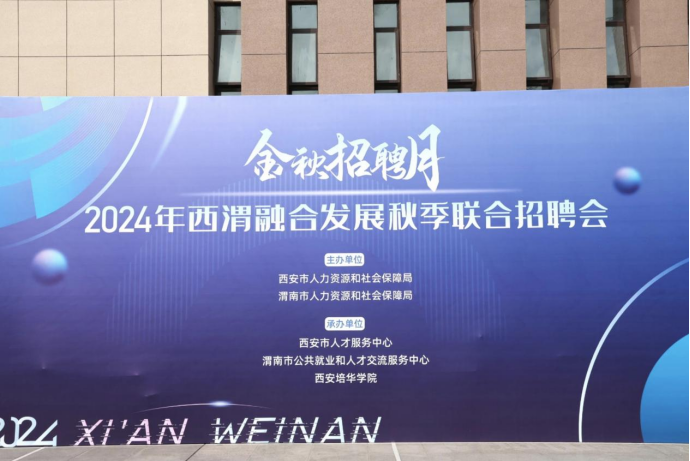 金秋招聘月
2024年西渭融合发展秋季联合招聘会
主办单位
西安市人力资源和社会保障局
渭南市人力资源和社会保障局
承办单位
西安市人才服务中心
渭南市公共就业和人才交流服务中心
西安培华学院
2024 XI'AN WEINAN